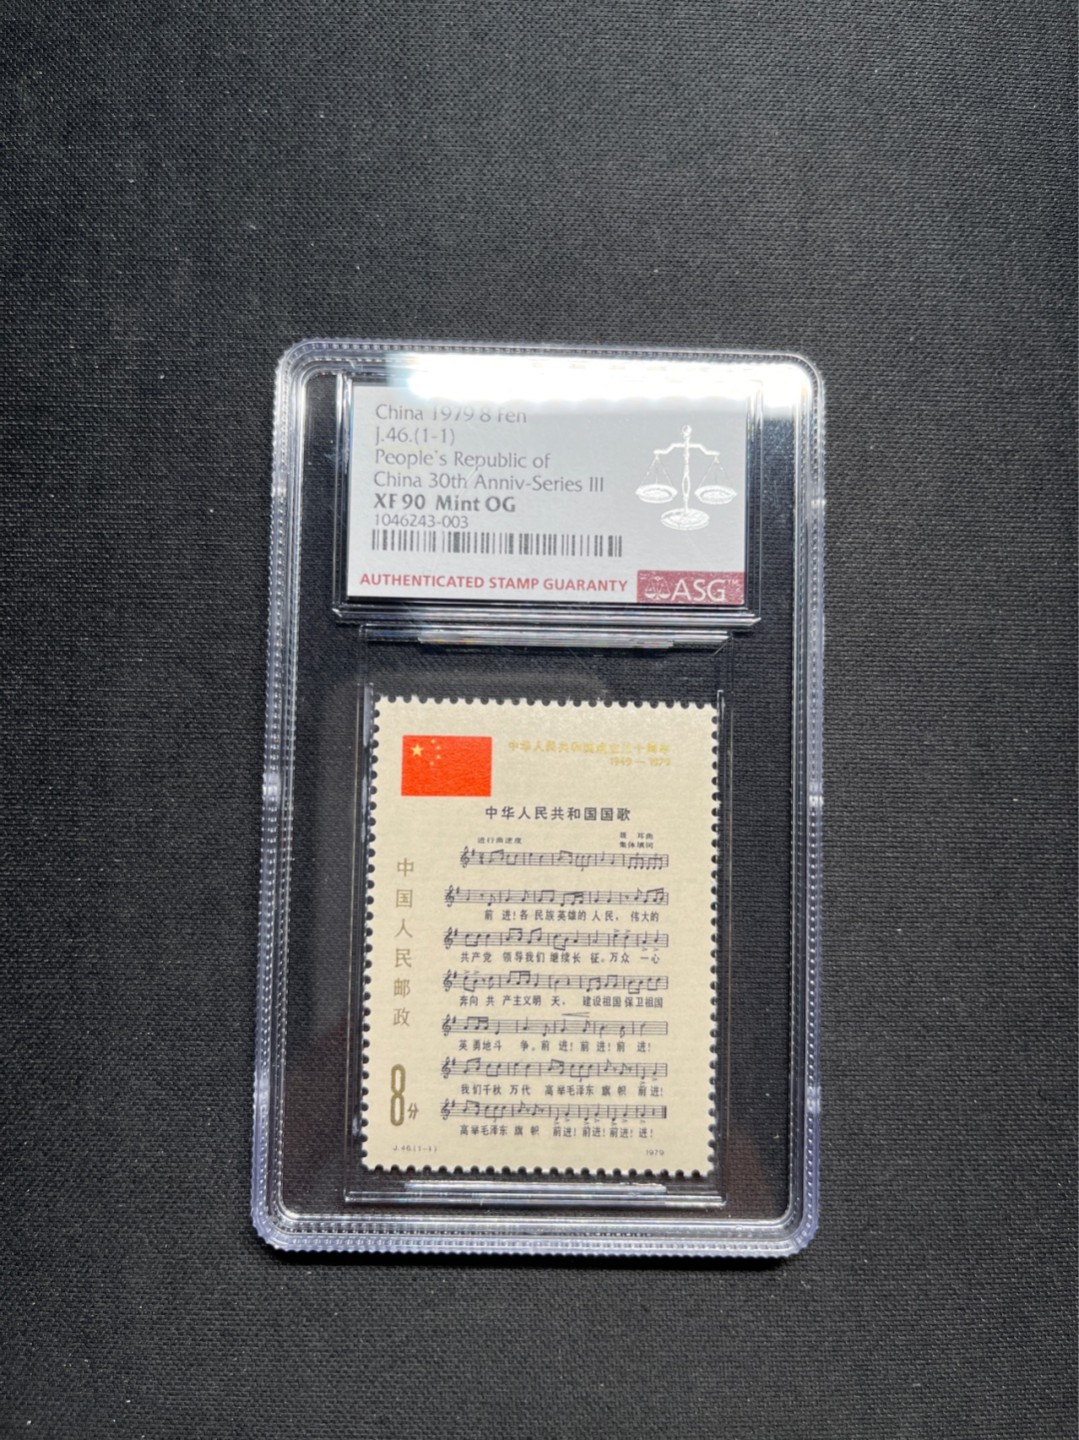 China 1979 8 Fen
J.46.(1-1)
People's Republic of
China 30th Anniv-Series III
XF 90 Mint OG
1046243-003
AUTHENTICATED STAMP GUARANTY
ASG™
中华人民共和国成立三十周年
1949-1979
中华人民共和国国歌
进行曲速度
聂 耳曲
集体填词
前 进!各 民族英雄的 人 民, 伟大的
共产党 领导我们 继续长 征。万众 一心
奔向 共 产主义明 天, 建设祖国 保卫祖国
英 勇地斗 争。前 进! 前 进! 前 进!
我们千秋 万代 高举毛泽东 旗 帜 前进!
高举毛泽东 旗 帜 前进! 前进! 前进! 进!
中国人民邮政
8分
J.46(1-1)
1979